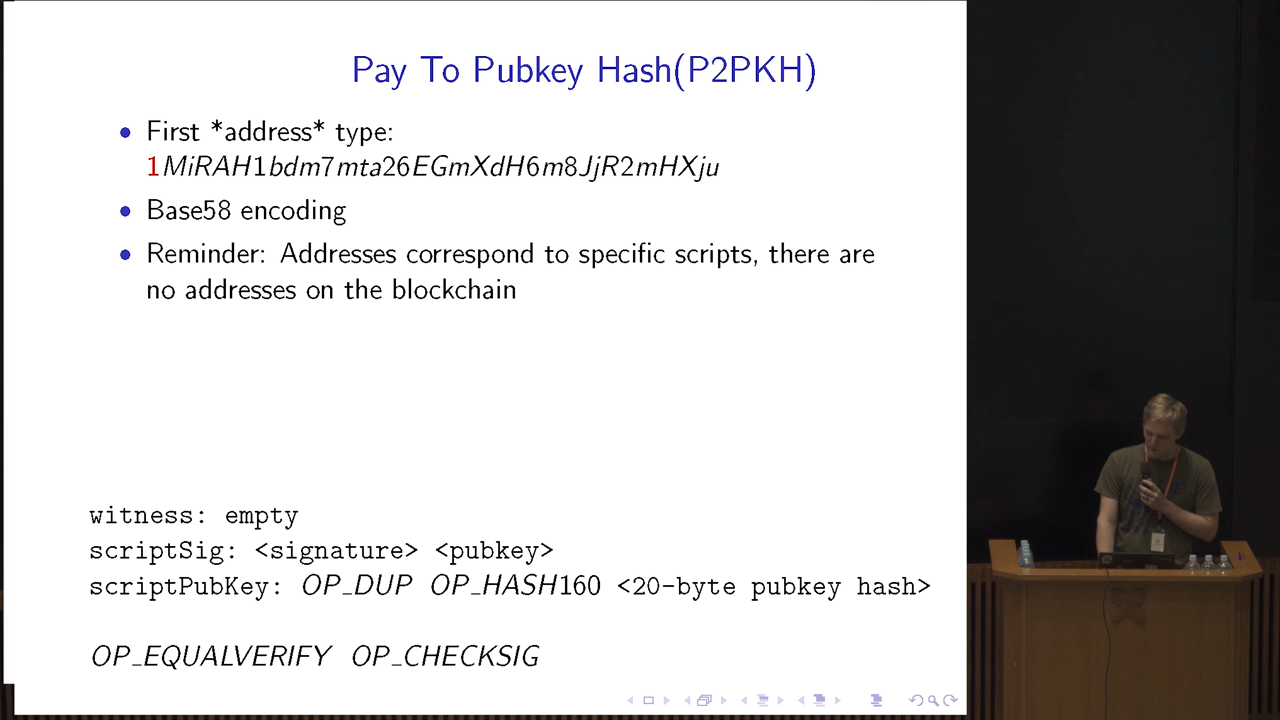 Pay To Pubkey Hash(P2PKH)
First *address* type:
1MiRAH1bdm7mta26EGmXdH6m8JjR2mHXju
Base58 encoding
Reminder: Addresses correspond to specific scripts, there are
no addresses on the blockchain
witness: empty
scriptSig: <signature> <pubkey>
scriptPubKey: OP_DUP OP_HASH160 <20-byte pubkey hash>
OP_EQUALVERIFY OP_CHECKSIG